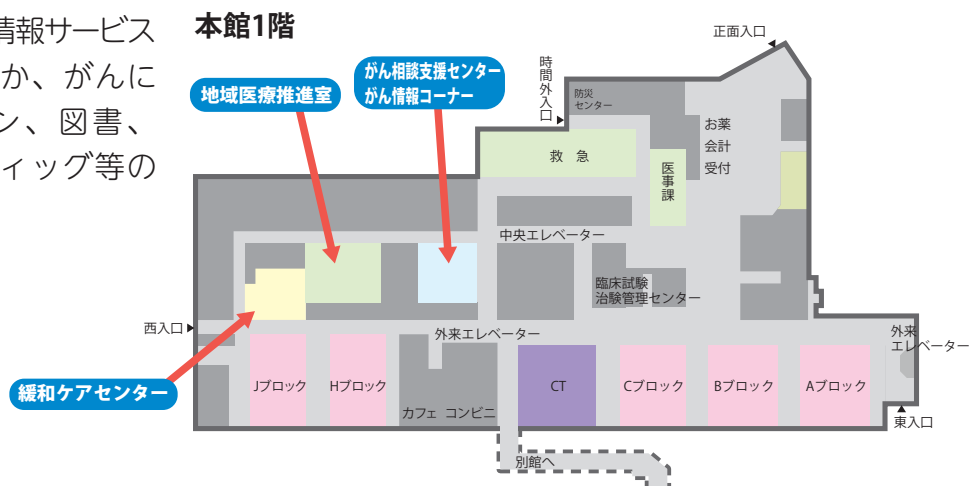 情報サービス
か、がんに
ン、図書、
ィッグ等の
本館1階
正面入口
時間外入口
防災
センター
地域医療推進室
がん相談支援センター
がん情報コーナー
救 急
医事課
お薬
会計
受付
中央エレベーター
臨床試験
治験管理センター
西入口
外来エレベーター
外来
エレベーター
緩和ケアセンター
Jブロック
Hブロック
カフェ コンビニ
CT
Cブロック
Bブロック
Aブロック
東入口
別館へ